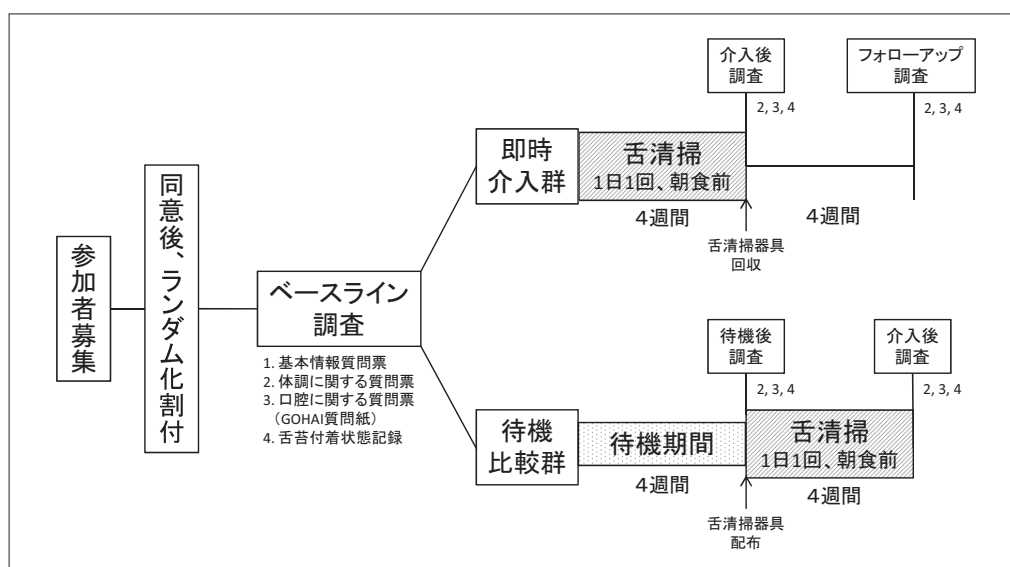 参加者募集
同意後、ランダム化割付
ベースライン
調査
1. 基本情報質問票
2. 体調に関する質問票
3. 口腔に関する質問票
（GOHAI質問紙）
4. 舌苔付着状態記録
即時
介入群
舌清掃
1日1回、朝食前
4週間
介入後
調査
2, 3, 4
舌清掃器具
回収
4週間
フォローアップ
調査
2, 3, 4
待機
比較群
待機期間
4週間
待機後
調査
2, 3, 4
舌清掃器具
配布
舌清掃
1日1回、朝食前
4週間
介入後
調査
2, 3, 4